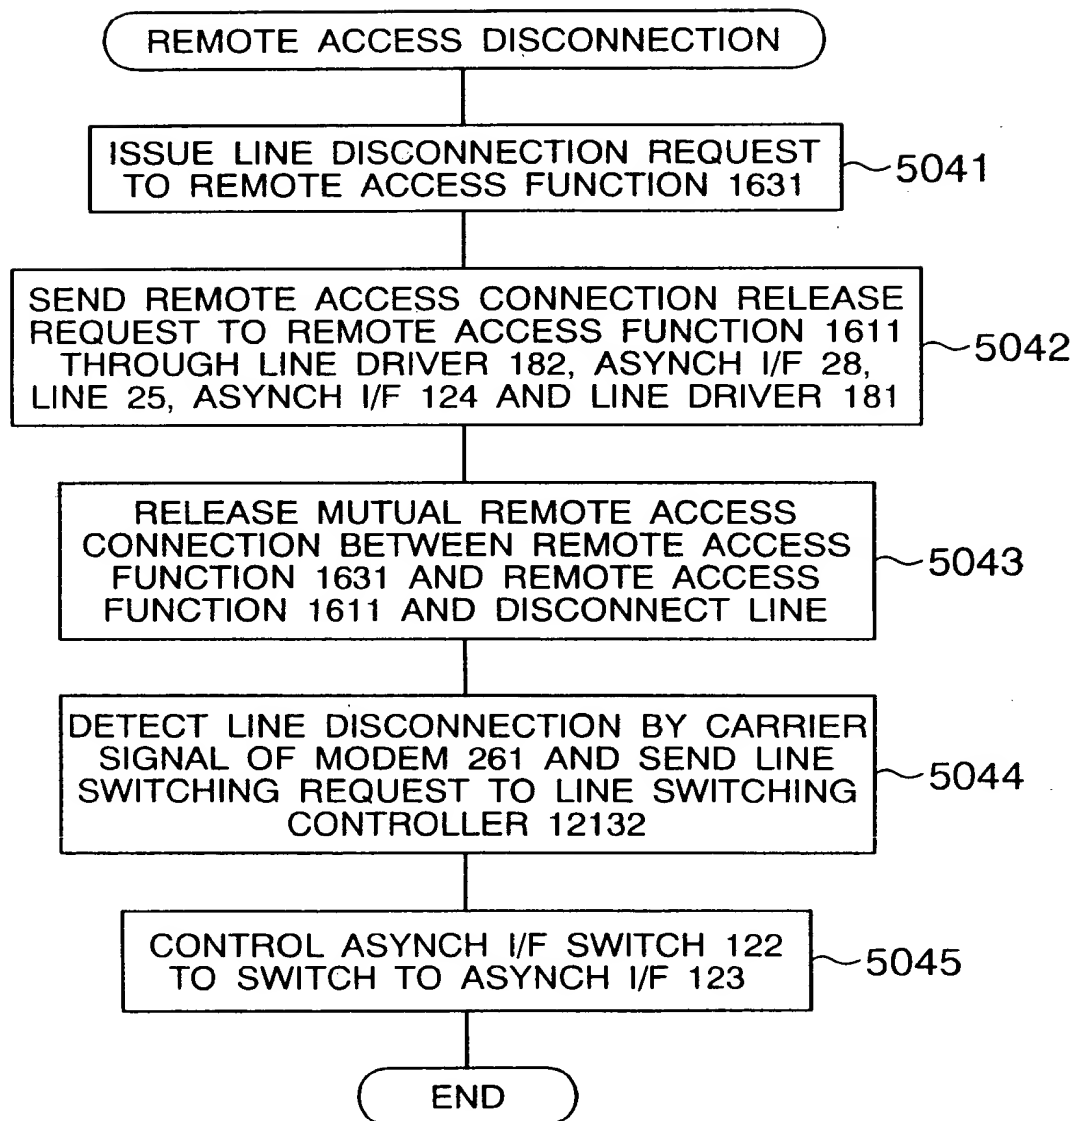 REMOTE ACCESS DISCONNECTION
ISSUE LINE DISCONNECTION REQUEST
TO REMOTE ACCESS FUNCTION 1631
5041
SEND REMOTE ACCESS CONNECTION RELEASE
REQUEST TO REMOTE ACCESS FUNCTION 1611
THROUGH LINE DRIVER 182, ASYNCH I/F 28,
LINE 25, ASYNCH I/F 124 AND LINE DRIVER 181
5042
RELEASE MUTUAL REMOTE ACCESS
CONNECTION BETWEEN REMOTE ACCESS
FUNCTION 1631 AND REMOTE ACCESS
FUNCTION 1611 AND DISCONNECT LINE
5043
DETECT LINE DISCONNECTION BY CARRIER
SIGNAL OF MODEM 261 AND SEND LINE
SWITCHING REQUEST TO LINE SWITCHING
CONTROLLER 12132
5044
CONTROL ASYNCH I/F SWITCH 122
TO SWITCH TO ASYNCH I/F 123
5045
END